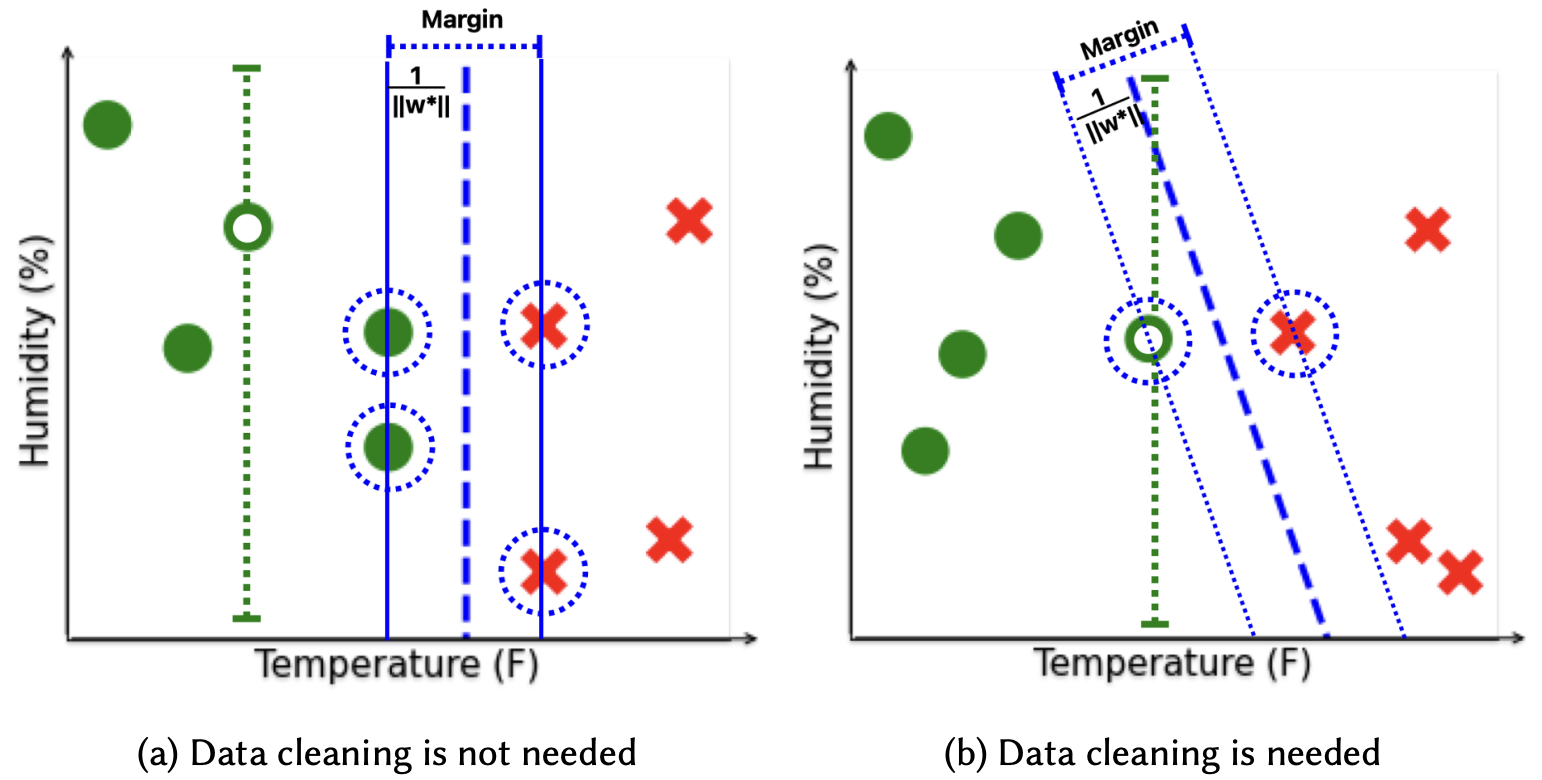 Margin
1
||w*||
Humidity (%)
Temperature (F)
(a) Data cleaning is not needed
Margin
1
||w*||
Humidity (%)
Temperature (F)
(b) Data cleaning is needed